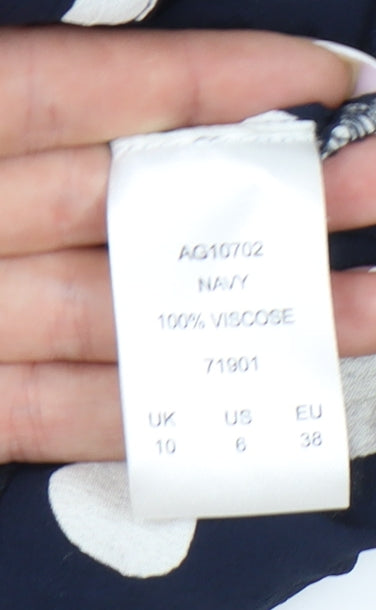 AG10702
NAVY
100% VISCOSE
71901
UK US EU
10 6 38